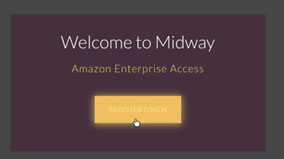 Welcome to Midway
Amazon Enterprise Access
REGISTER TOKEN